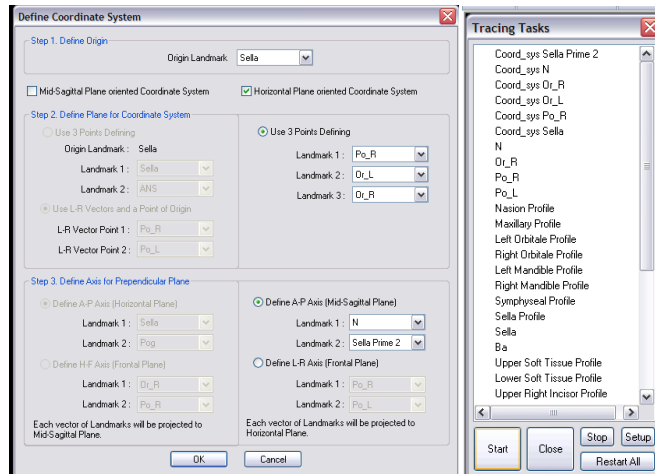 Define Coordinate System
Step 1. Define Origin
Origin Landmark Sella
Mid-Sagittal Plane oriented Coordinate System
Horizontal Plane oriented Coordinate System
Step 2. Define Plane for Coordinate System
Use 3 Points Defining
Origin Landmark : Sella
Landmark 1 : Sella
Landmark 2 : ANS
Use L-R Vectors and a Point of Origin
L-R Vector Point 1 : Po_R
L-R Vector Point 2 : Po_L
Use 3 Points Defining
Landmark 1 : Po_R
Landmark 2 : Or_L
Landmark 3 : Or_R
Step 3. Define Axis for Prependicular Plane
Define A-P Axis (Horizontal Plane)
Landmark 1 : Sella
Landmark 2 : Pog
Define H-F Axis (Frontal Plane)
Landmark 1 : Or_R
Landmark 2 : Po_R
Each vector of Landmarks will be projected to
Mid-Sagittal Plane.
Define A-P Axis (Mid-Sagittal Plane)
Landmark 1 : N
Landmark 2 : Sella Prime 2
Define L-R Axis (Frontal Plane)
Landmark 1 : Po_R
Landmark 2 : Po_L
Each vector of Landmarks will be projected to
Horizontal Plane.
OK
Cancel
Tracing Tasks
Coord_sys Sella Prime 2
Coord_sys N
Coord_sys Or_R
Coord_sys Or_L
Coord_sys Po_R
Coord_sys Sella
N
Or_R
Po_R
Po_L
Nasion Profile
Maxillary Profile
Left Orbitale Profile
Right Orbitale Profile
Left Mandible Profile
Right Mandible Profile
Symphyseal Profile
Sella Profile
Sella
Ba
Upper Soft Tissue Profile
Lower Soft Tissue Profile
Upper Right Incisor Profile
Start
Close
Stop
Setup
Restart All